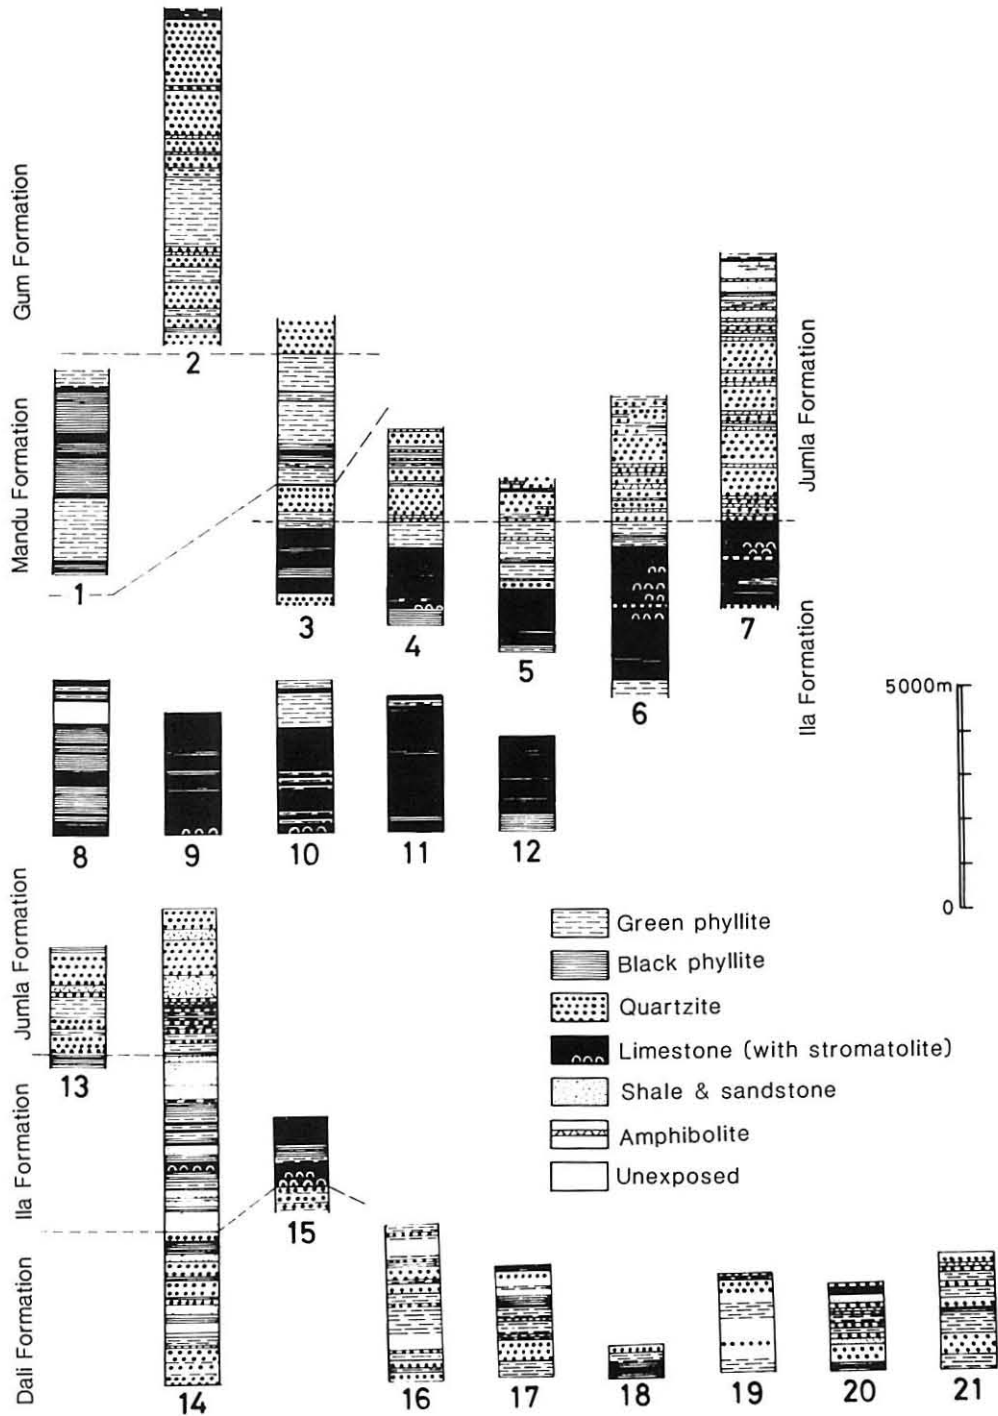 Gum Formation
Mandu Formation
Jumla Formation
Ila Formation
2
1
3
4
5
6
7
5000m
0
8
9
10
11
12
Jumla Formation
Ila Formation
Dali Formation
13
14
15
16
17
18
19
20
21
Green phyllite
Black phyllite
Quartzite
Limestone (with stromatolite)
Shale & sandstone
Amphibolite
Unexposed